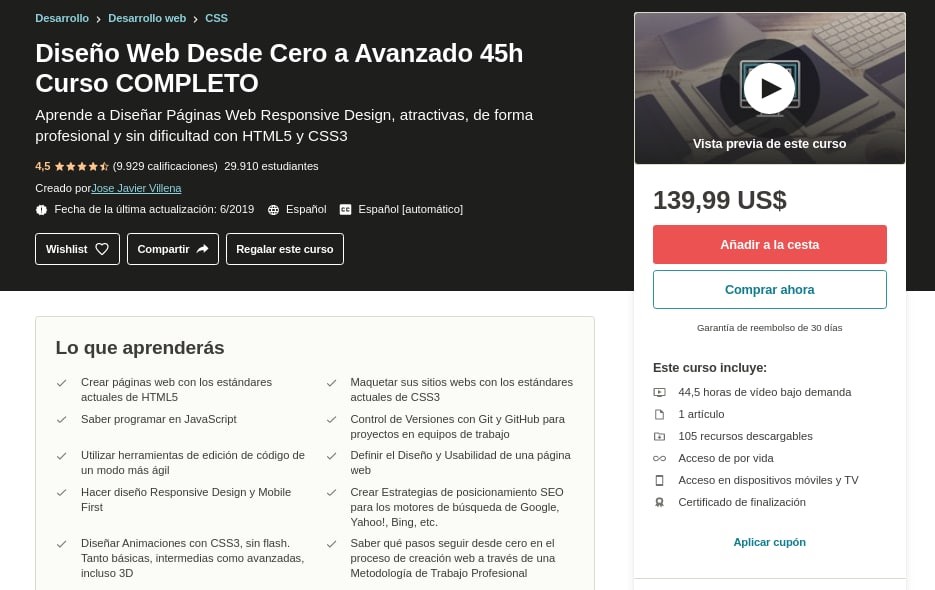 Desarrollo > Desarrollo web > CSS
Diseño Web Desde Cero a Avanzado 45h
Curso COMPLETO
Aprende a Diseñar Páginas Web Responsive Design, atractivas, de forma
profesional y sin dificultad con HTML5 y CSS3
4,5 (9.929 calificaciones) 29.910 estudiantes
Creado por Jose Javier Villena
Fecha de la última actualización: 6/2019 Español CC Español [automático]
Wishlist Compartir Regalar este curso
Lo que aprenderás
Crear páginas web con los estándares
actuales de HTML5
Maquetar sus sitios webs con los estándares
actuales de CSS3
Saber programar en JavaScript
Control de Versiones con Git y GitHub para
proyectos en equipos de trabajo
Utilizar herramientas de edición de código de
un modo más ágil
Definir el Diseño y Usabilidad de una página
web
Hacer diseño Responsive Design y Mobile
First
Crear Estrategias de posicionamiento SEO
para los motores de búsqueda de Google,
Yahoo!, Bing, etc.
Diseñar Animaciones con CSS3, sin flash.
Tanto básicas, intermedias como avanzadas,
incluso 3D
Saber qué pasos seguir desde cero en el
proceso de creación web a través de una
Metodología de Trabajo Profesional
Vista previa de este curso
139,99 US$
Añadir a la cesta
Comprar ahora
Garantía de reembolso de 30 días
Este curso incluye:
44,5 horas de vídeo bajo demanda
1 artículo
105 recursos descargables
Acceso de por vida
Acceso en dispositivos móviles y TV
Certificado de finalización
Aplicar cupón